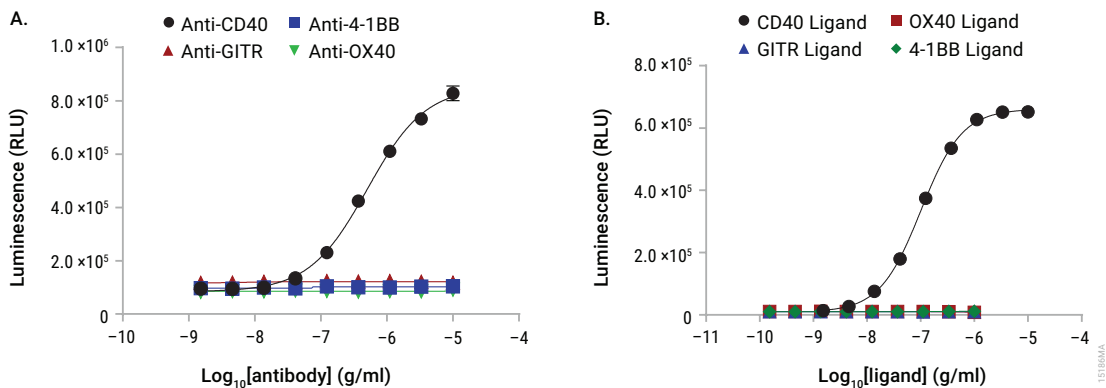 A.
Anti-CD40 Anti-4-1BB
Anti-GITR Anti-OX40
1.0 ×10⁶
8.0 ×10⁵
6.0 ×10⁵
4.0 ×10⁵
2.0 ×10⁵
0
Luminescence (RLU)
−10 −9 −8 −7 −6 −5 −4
Log₁₀[antibody] (g/ml)
B.
CD40 Ligand OX40 Ligand
GITR Ligand 4-1BB Ligand
8.0 ×10⁵
6.0 ×10⁵
4.0 ×10⁵
2.0 ×10⁵
0
Luminescence (RLU)
−11 −10 −9 −8 −7 −6 −5 −4
Log₁₀[ligand] (g/ml)
15186MA